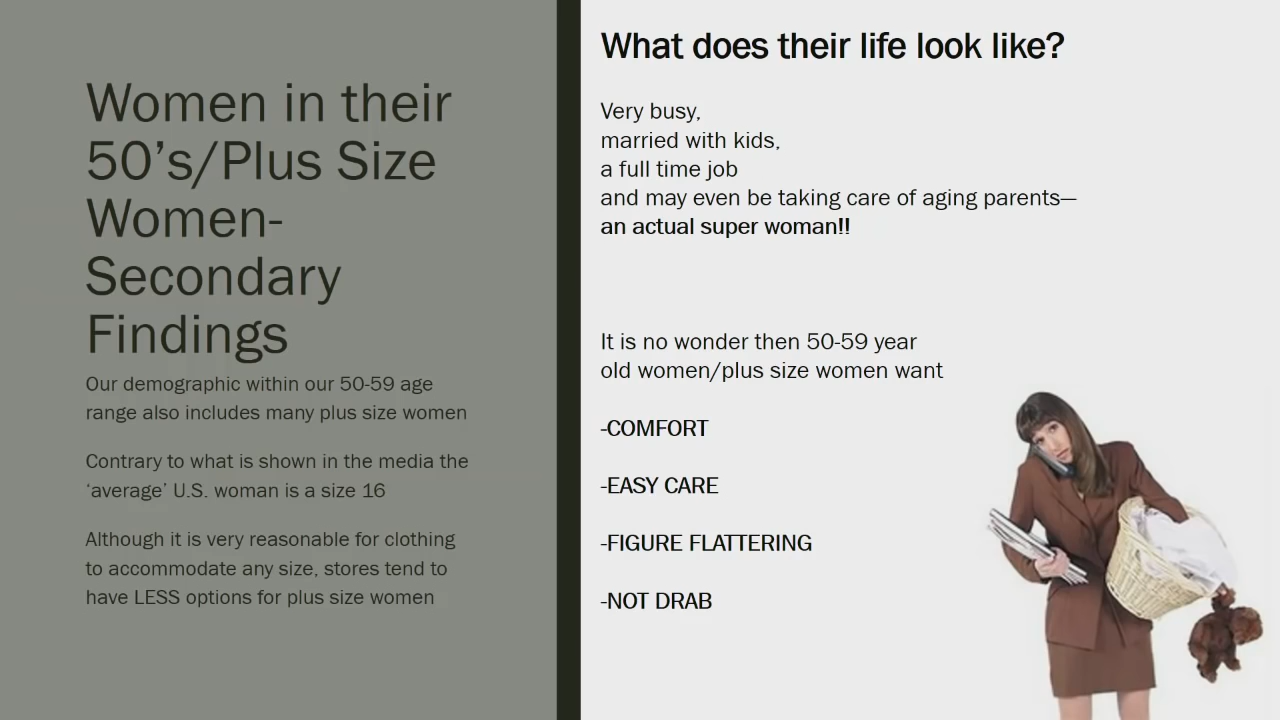 Women in their
50’s/Plus Size
Women-
Secondary
Findings
Our demographic within our 50-59 age
range also includes many plus size women
Contrary to what is shown in the media the
‘average’ U.S. woman is a size 16
Although it is very reasonable for clothing
to accommodate any size, stores tend to
have LESS options for plus size women
What does their life look like?
Very busy,
married with kids,
a full time job
and may even be taking care of aging parents—
an actual super woman!!
It is no wonder then 50-59 year
old women/plus size women want
-COMFORT
-EASY CARE
-FIGURE FLATTERING
-NOT DRAB